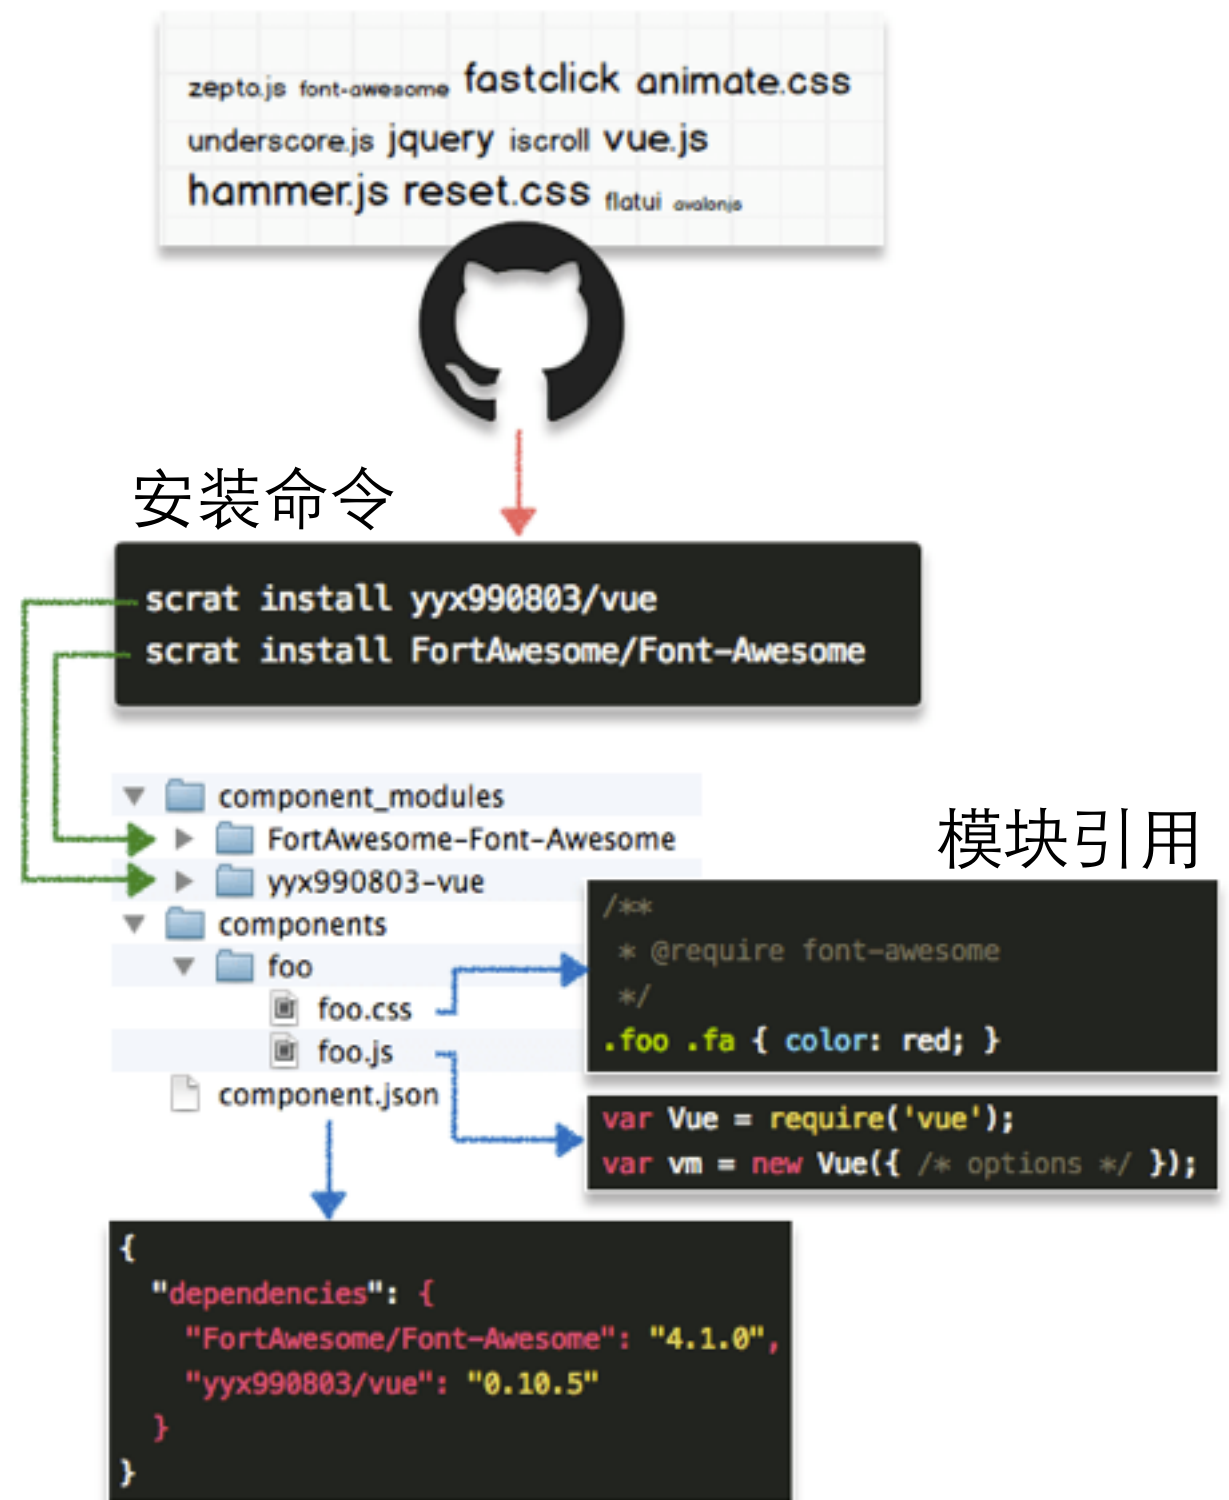 zepto.js font-awesome fastclick animate.css
underscore.js jquery iscroll vue.js
hammer.js reset.css flatui avalonjs
安装命令
scrat install yyx990803/vue
scrat install FortAwesome/Font-Awesome
component_modules
FortAwesome-Font-Awesome
yyx990803-vue
components
foo
foo.css
foo.js
component.json
模块引用
/**
 * @require font-awesome
 */
.foo .fa { color: red; }
var Vue = require('vue');
var vm = new Vue({ /* options */ });
{
  "dependencies": {
    "FortAwesome/Font-Awesome": "4.1.0",
    "yyx990803/vue": "0.10.5"
  }
}